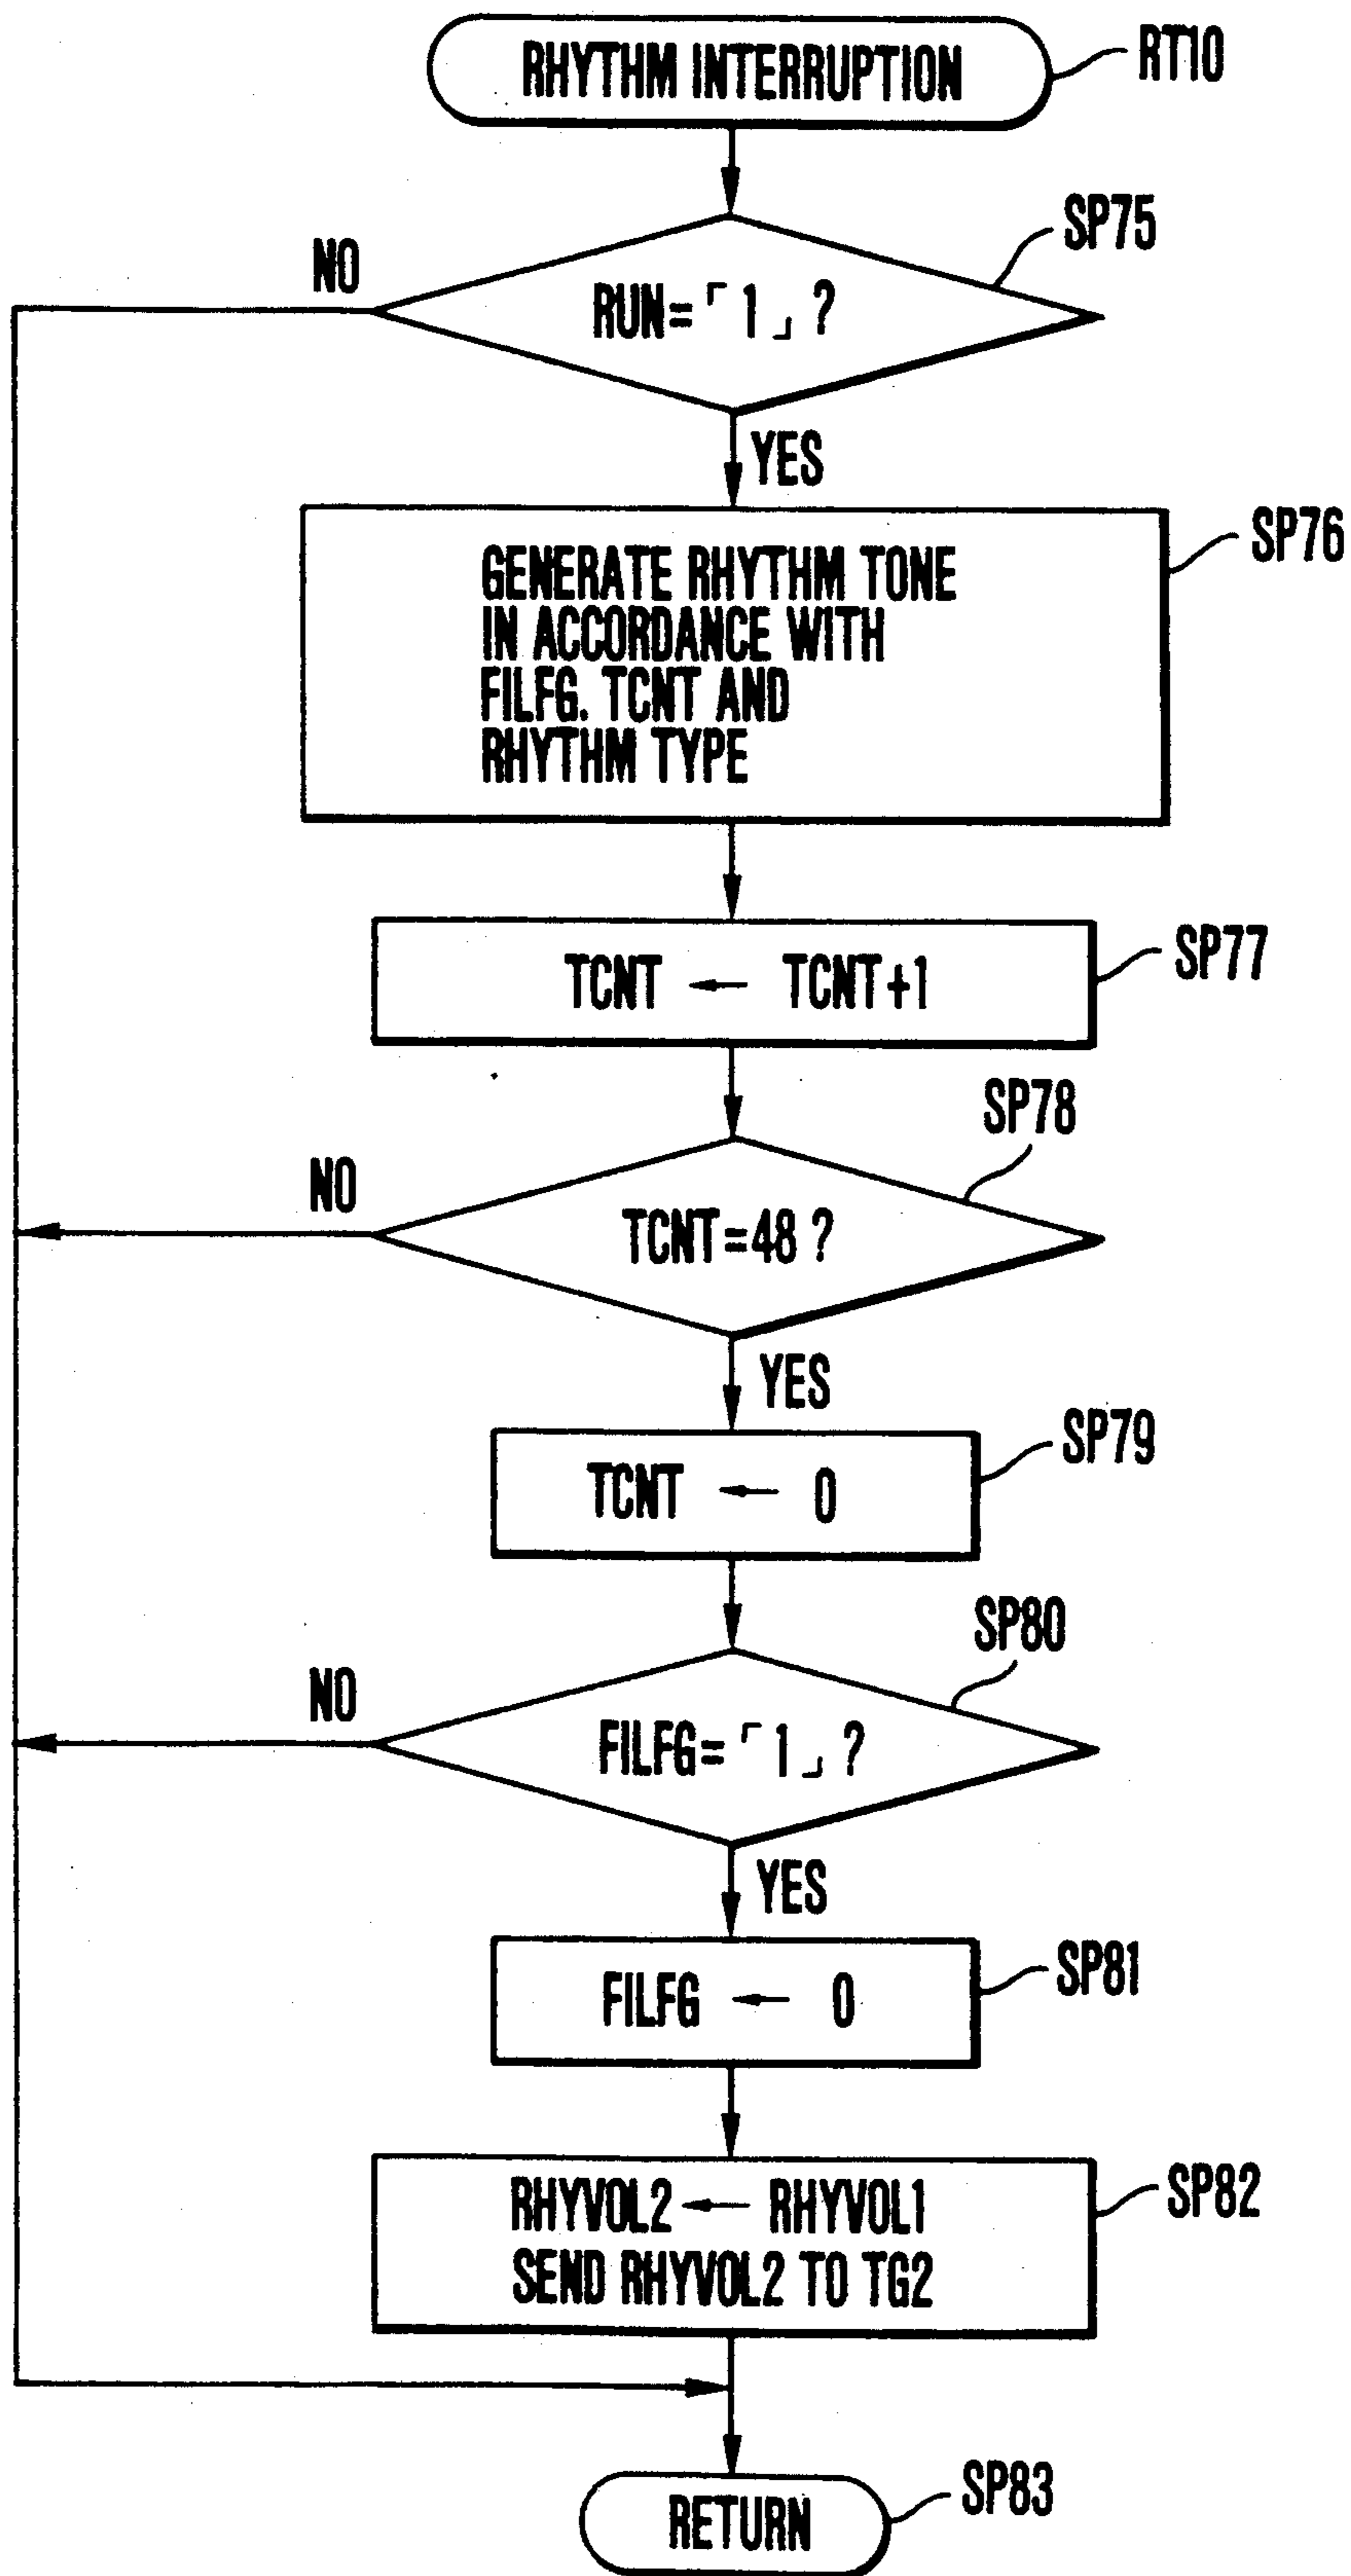 RHYTHM INTERRUPTION
RT10
SP75
NO
RUN=「1」?
YES
SP76
GENERATE RHYTHM TONE
IN ACCORDANCE WITH
FILFG. TCNT AND
RHYTHM TYPE
SP77
TCNT ← TCNT+1
SP78
NO
TCNT=48 ?
YES
SP79
TCNT ← 0
SP80
NO
FILFG=「1」?
YES
SP81
FILFG ← 0
SP82
RHYVOL2 ← RHYVOL1
SEND RHYVOL2 TO TG2
SP83
RETURN